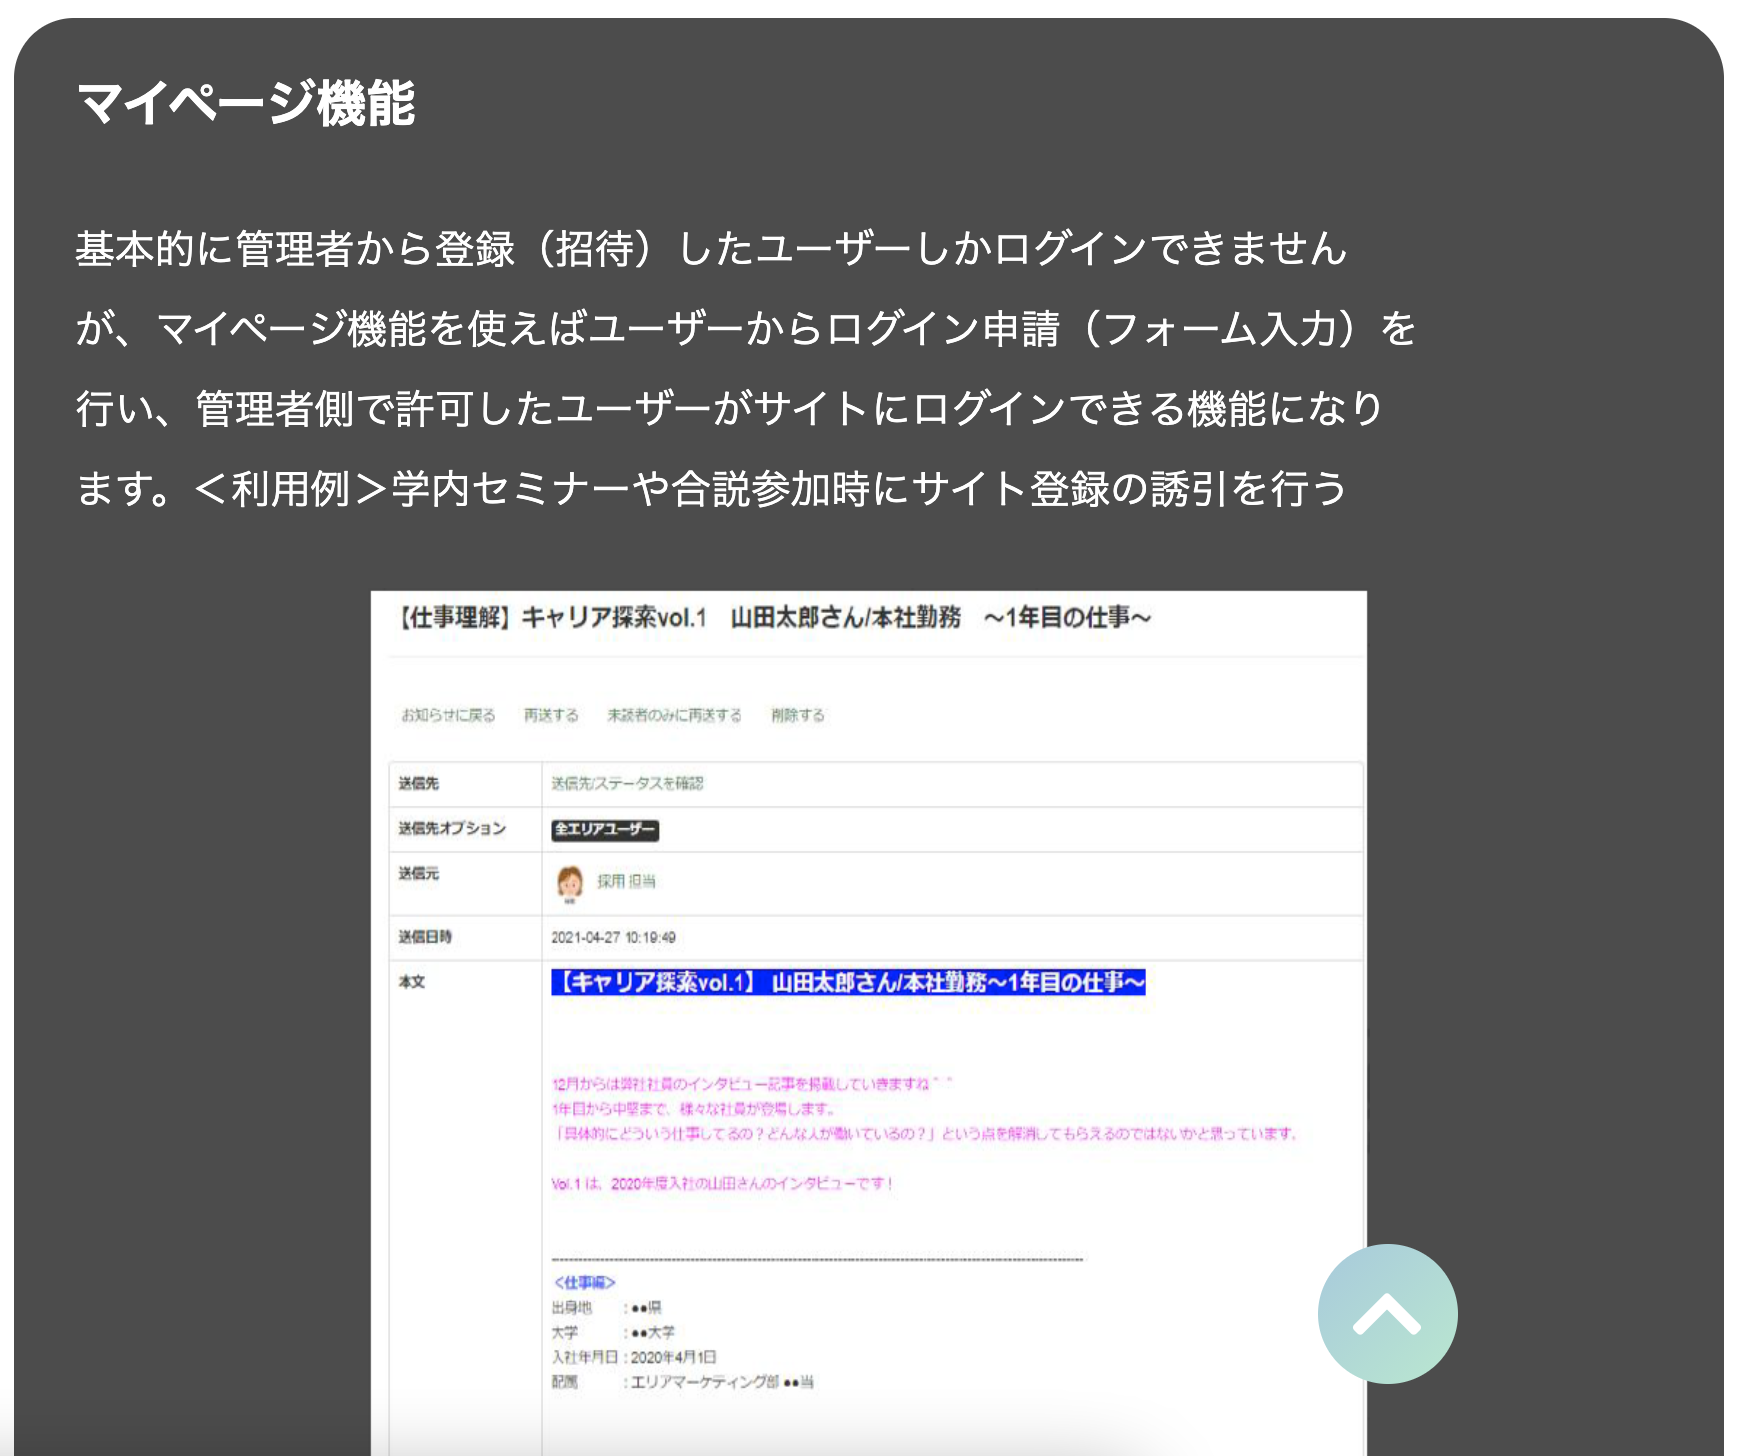 マイページ機能
基本的に管理者から登録（招待）したユーザーしかログインできません
が、マイページ機能を使えばユーザーからログイン申請（フォーム入力）を
行い、管理者側で許可したユーザーがサイトにログインできる機能になり
ます。＜利用例＞学内セミナーや合説参加時にサイト登録の誘引を行う
【仕事理解】キャリア探索vol.1　山田太郎さん/本社勤務　～1年目の仕事～
お知らせに戻る　再送する　未読者のみに再送する　削除する
送信先　送信先/ステータスを確認
送信先オプション　全エリアユーザー
送信元　採用 担当
送信日時　2021-04-27 10:19:49
本文　【キャリア探索vol.1】 山田太郎さん/本社勤務～1年目の仕事～
12月からは弊社社員のインタビュー記事を掲載していきますね＾＾
1年目から中堅まで、様々な社員が登場します。
「具体的にどういう仕事してるの？どんな人が働いているの？」という点を解消してもらえるのではないかと思っています。
Vol.1 は、2020年度入社の山田さんのインタビューです！
<仕事編>
出身地　：●●県
大学　：●●大学
入社年月日：2020年4月1日
配属　：エリアマーケティング部 ●●当